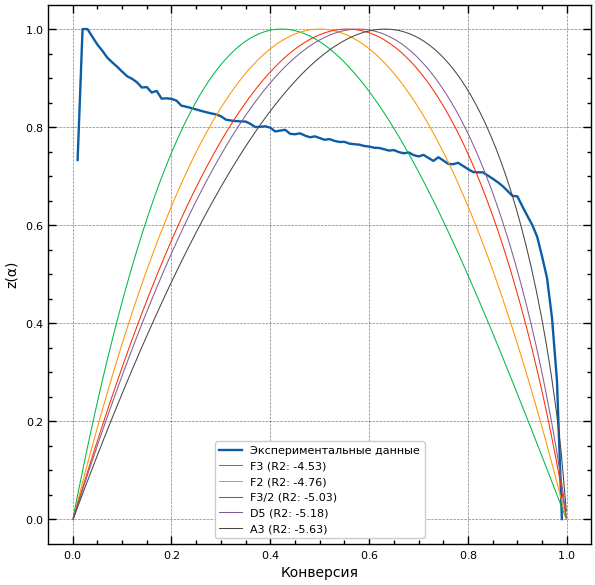 1.0
0.8
0.6
0.4
0.2
0.0
z(α)
Экспериментальные данные
F3 (R2: -4.53)
F2 (R2: -4.76)
F3/2 (R2: -5.03)
D5 (R2: -5.18)
A3 (R2: -5.63)
0.0 0.2 0.4 0.6 0.8 1.0
Конверсия